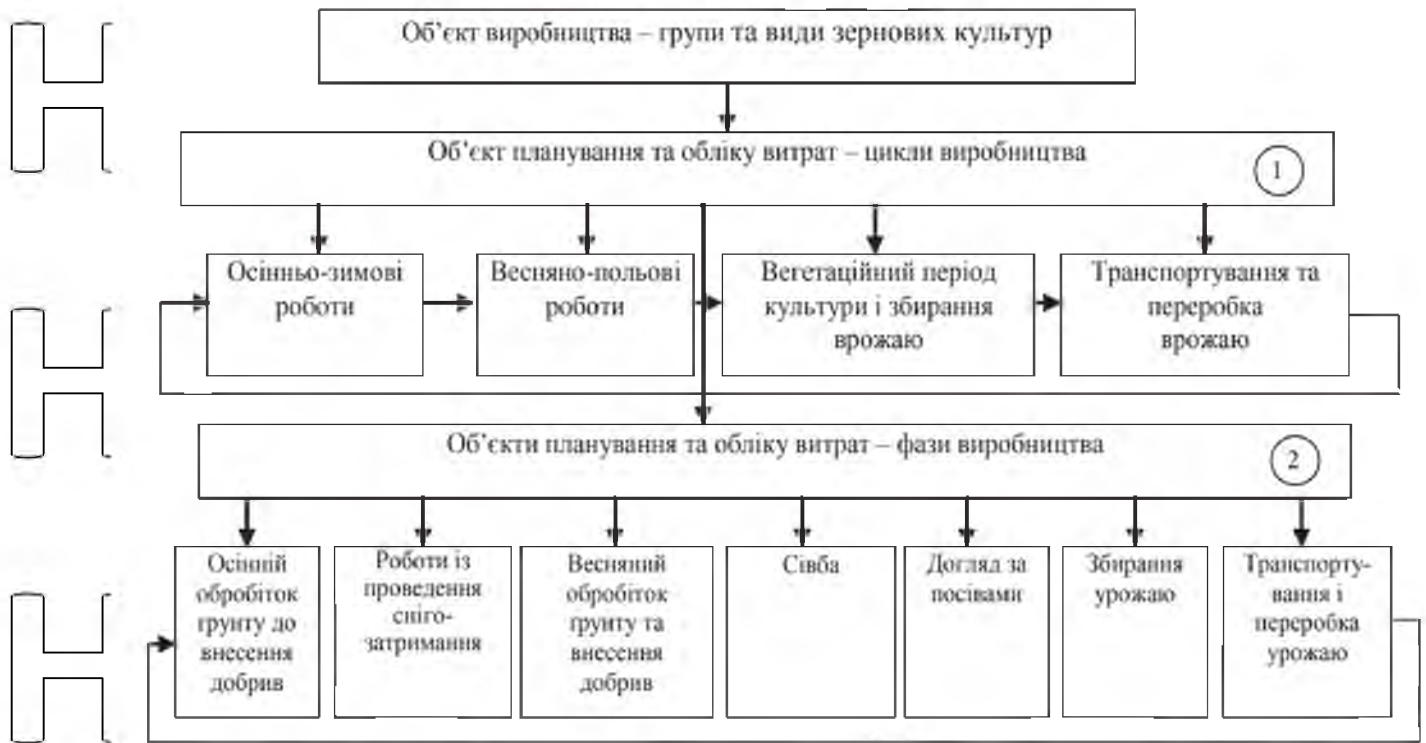 Об’єкт виробництва – групи та види зернових культур
Об’єкт планування та обліку витрат – цикли виробництва
1
Осінньо-зимові
роботи
Весняно-польові
роботи
Вегетаційний період
культури і збирання
врожаю
Транспортування та
переробка
врожаю
Об’єкти планування та обліку витрат – фази виробництва
2
Осінній
обробіток
ґрунту до
внесення
добрив
Роботи із
проведення
сніго-
затримання
Весняний
обробіток
ґрунту та
внесення
добрив
Сівба
Догляд за
посівами
Збирання
урожаю
Транспорту-
вання і
переробка
урожаю